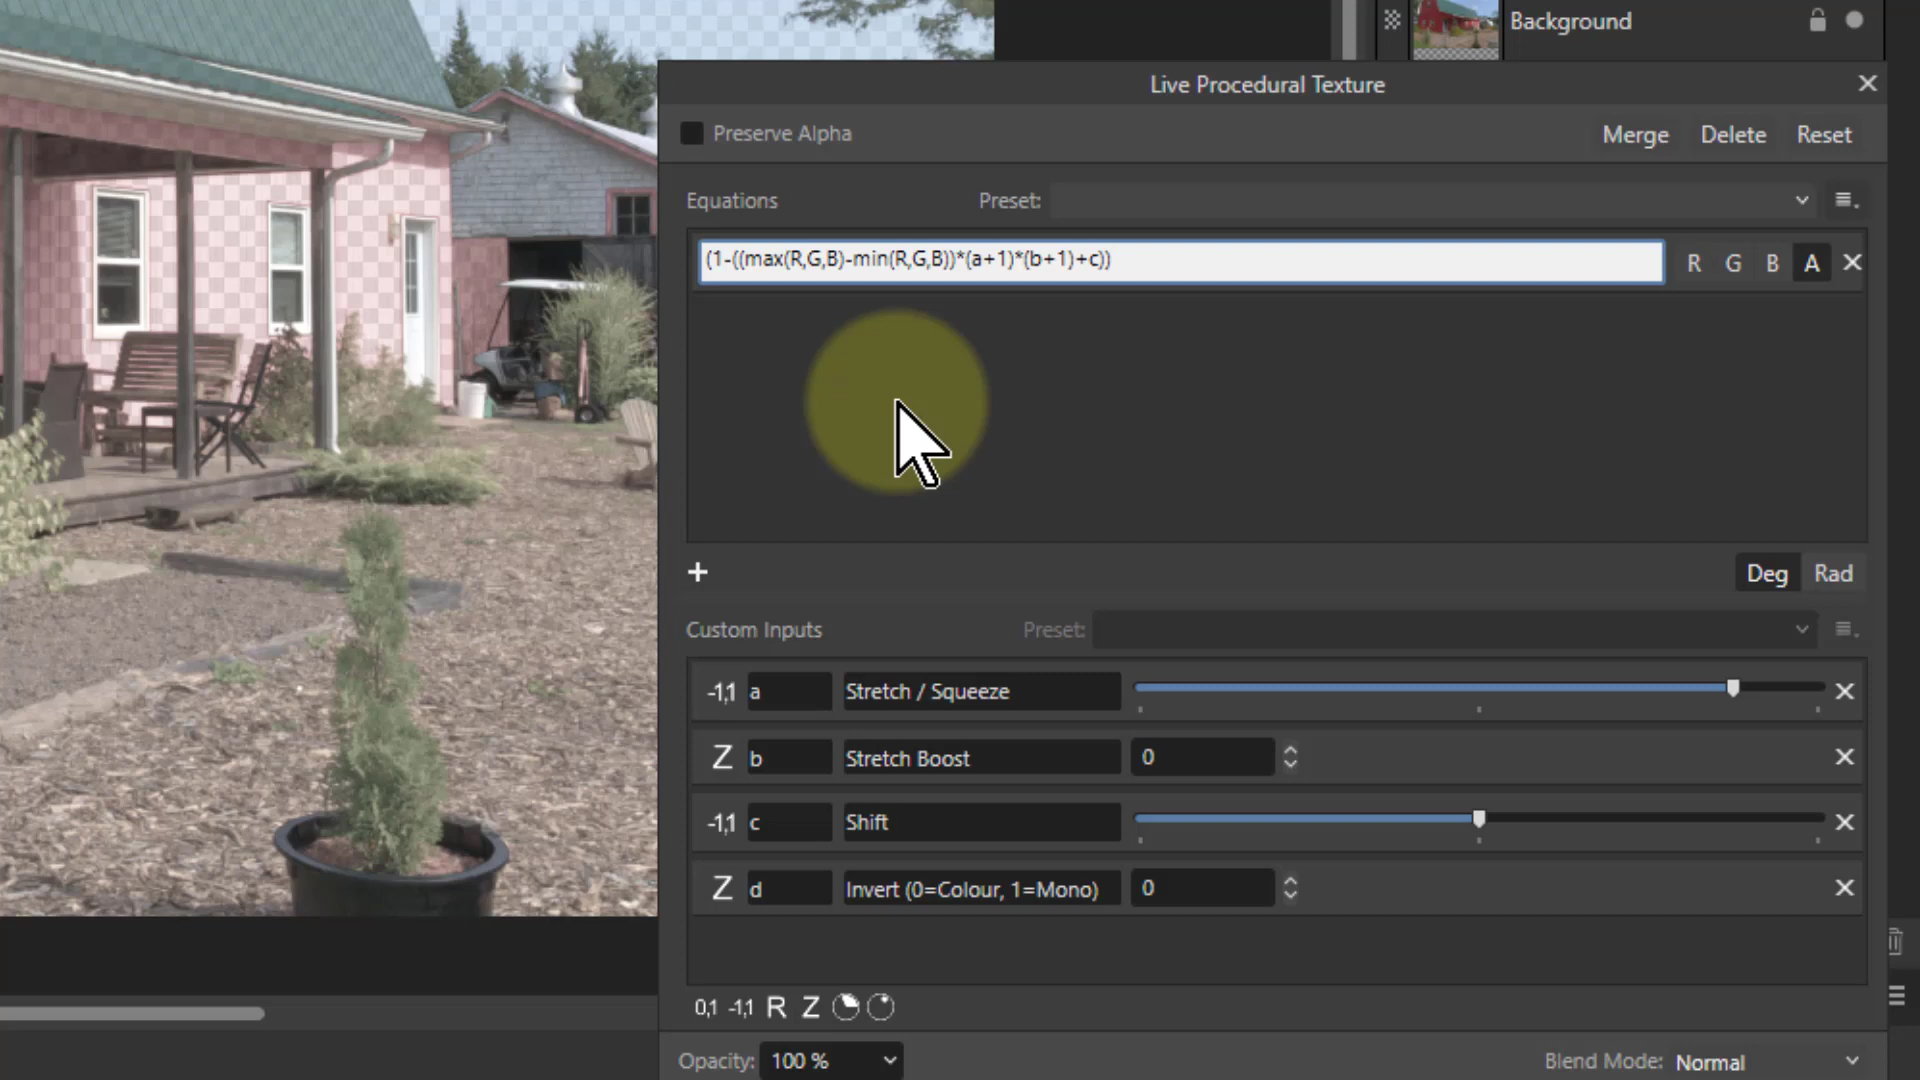 Background
Live Procedural Texture
Preserve Alpha
Merge Delete Reset
Equations Preset:
(1-((max(R,G,B)-min(R,G,B))*(a+1)*(b+1)+c)) R G B A
Deg Rad
Custom Inputs Preset:
-1,1 a Stretch / Squeeze
Z b Stretch Boost 0
-1,1 c Shift
Z d Invert (0=Colour, 1=Mono) 0
0,1 -1,1 R Z
Opacity: 100 % Blend Mode: Normal